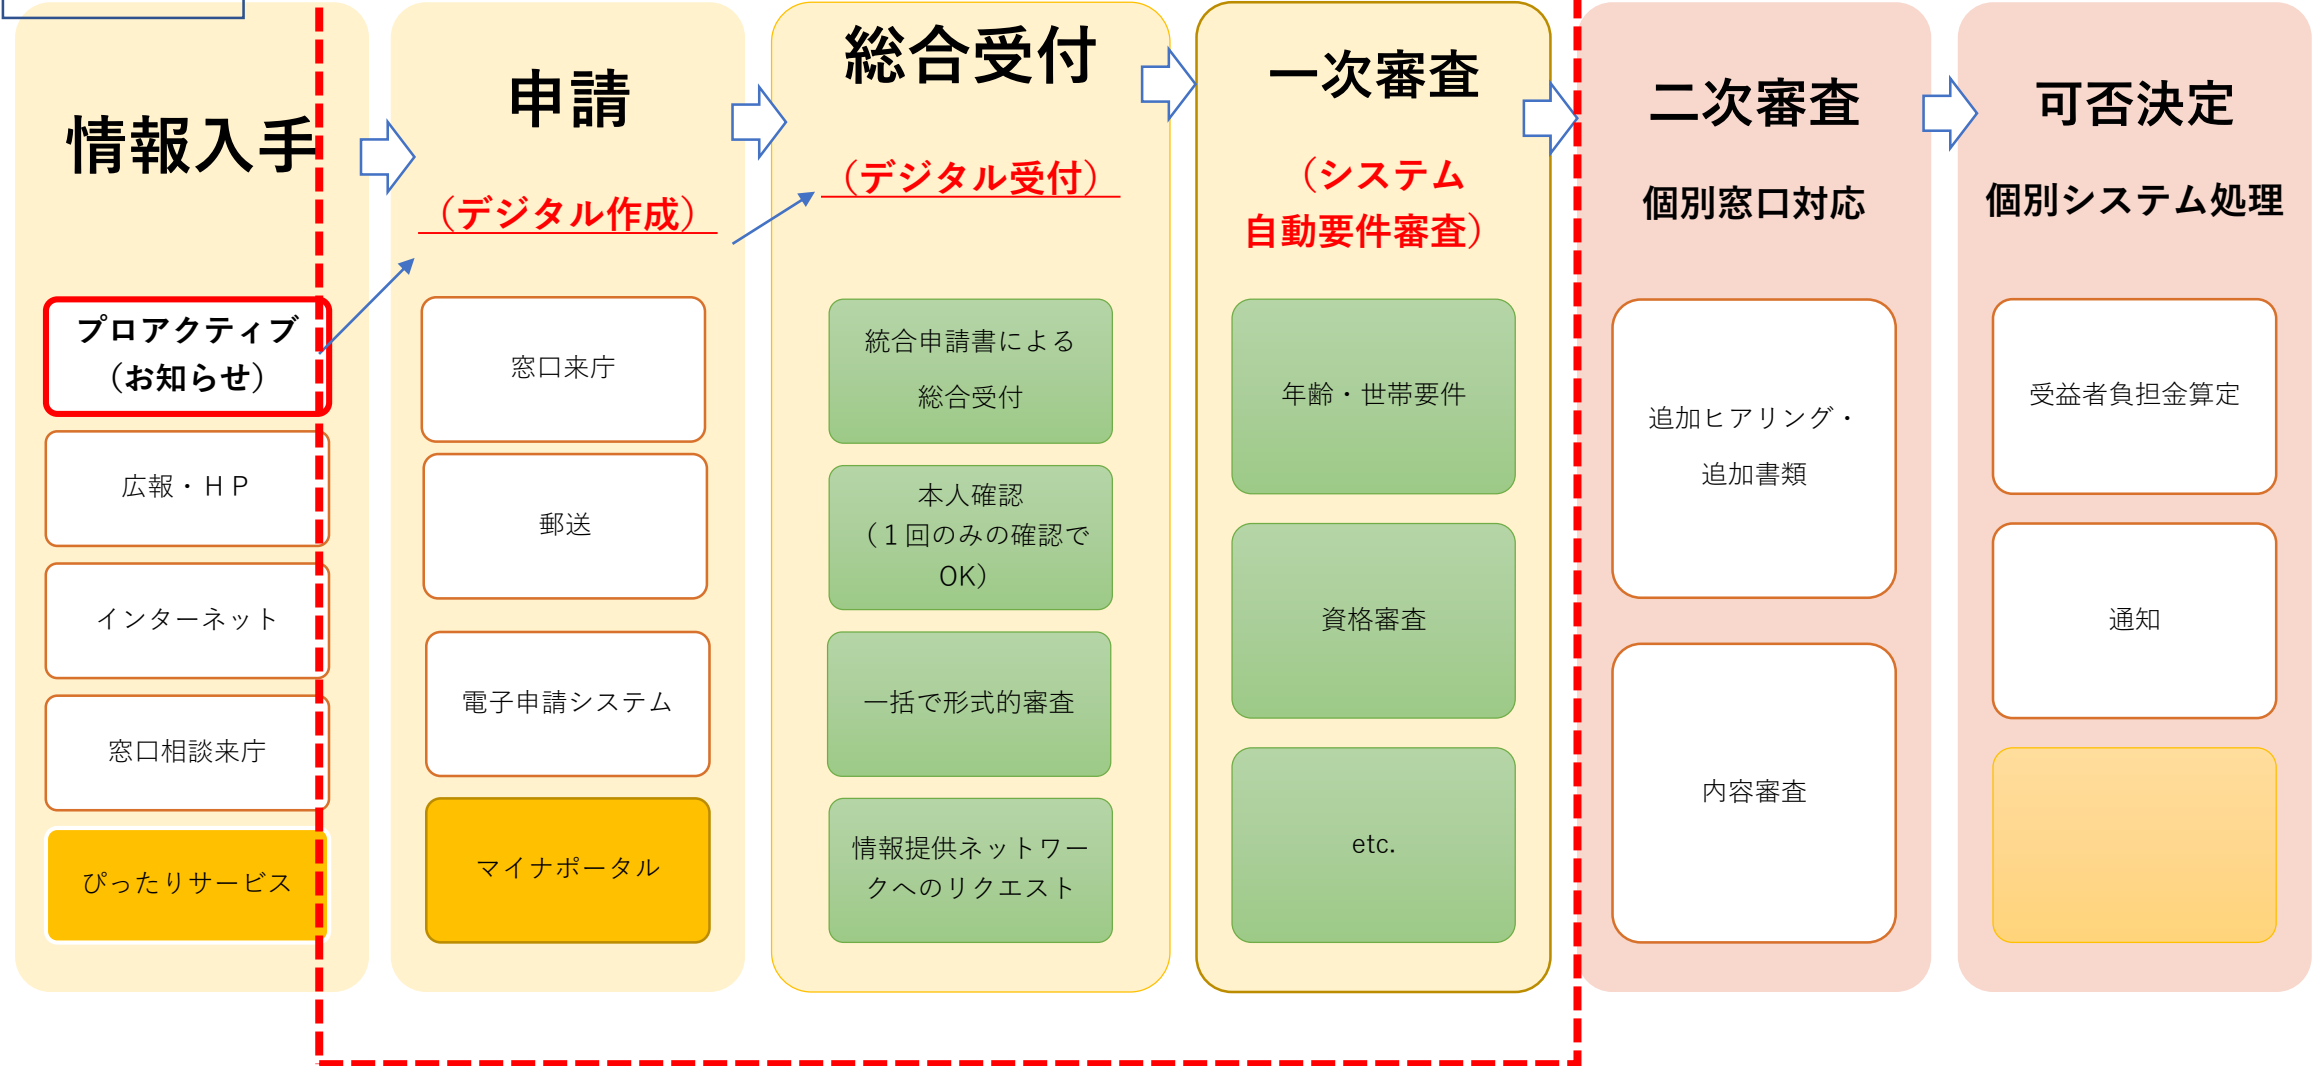 情報入手
プロアクティブ
（お知らせ）
広報・ＨＰ
インターネット
窓口相談来庁
ぴったりサービス
申請
（デジタル作成）
窓口来庁
郵送
電子申請システム
マイナポータル
総合受付
（デジタル受付）
統合申請書による
総合受付
本人確認
（１回のみの確認で
OK）
一括で形式的審査
情報提供ネットワー
クへのリクエスト
一次審査
（システム
自動要件審査）
年齢・世帯要件
資格審査
etc.
二次審査
個別窓口対応
追加ヒアリング・
追加書類
内容審査
可否決定
個別システム処理
受益者負担金算定
通知